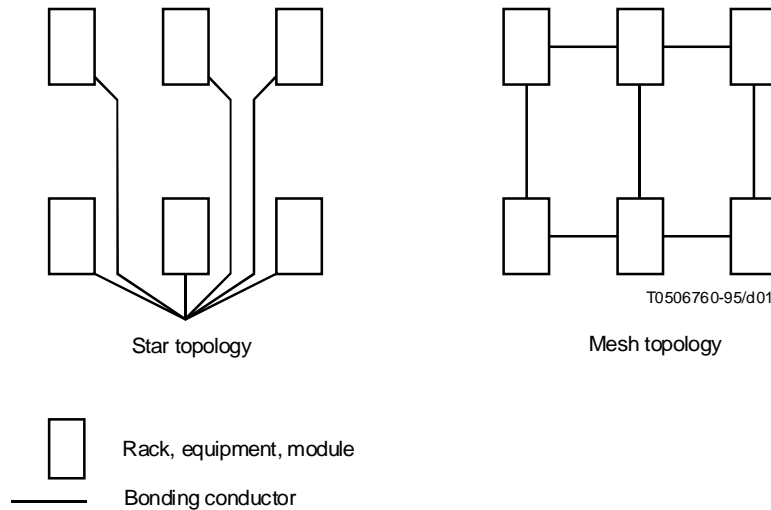 T0506760-95/d01
Star topology
Mesh topology
Rack, equipment, module
Bonding conductor